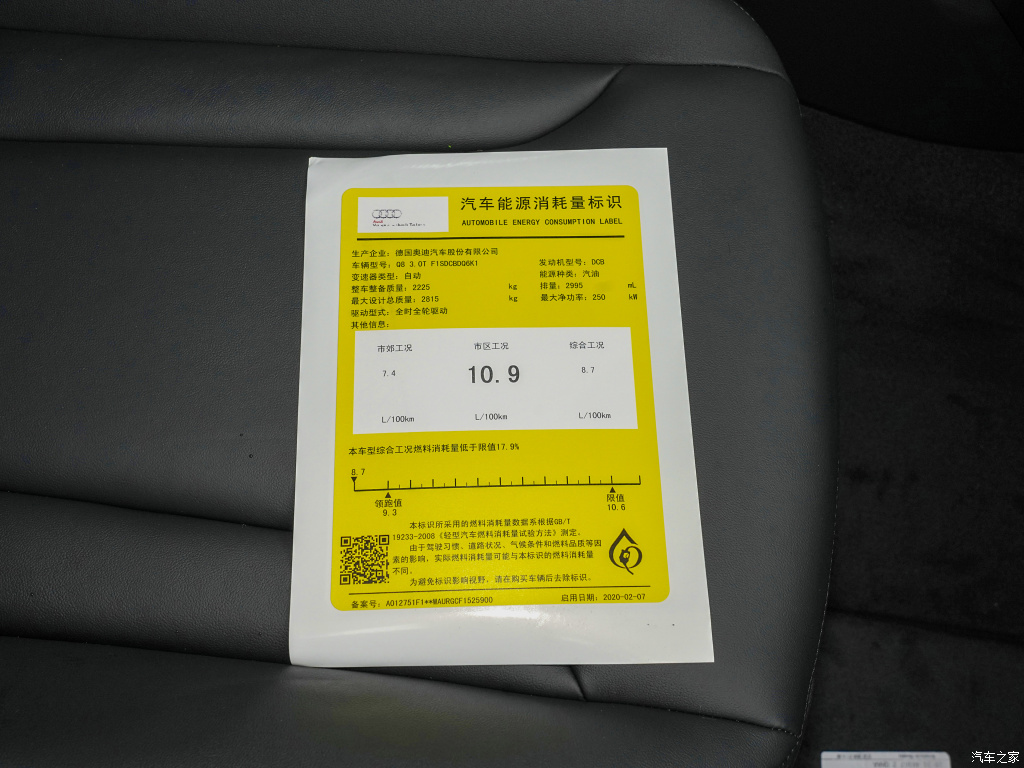 Audi
汽车能源消耗量标识
AUTOMOBILE ENERGY CONSUMPTION LABEL
生产企业：德国奥迪汽车股份有限公司
车辆型号：Q8 3.0T F1SDCBDQ6K1
发动机型号：DCB
变速器类型：自动
能源种类：汽油
整车整备质量：2225 kg
排量：2995 mL
最大设计总质量：2815 kg
最大净功率：250 kW
驱动型式：全时全轮驱动
其他信息：
市郊工况 市区工况 综合工况
7.4 10.9 8.7
L/100km L/100km L/100km
本车型综合工况燃料消耗量低于限值17.9%
8.7
领跑值 限值
9.3 10.6
本标识所采用的燃料消耗量数据系根据GB/T
19233-2008《轻型汽车燃料消耗量试验方法》测定。
由于驾驶习惯、道路状况、气候条件和燃料品质等因
素的影响，实际燃料消耗量可能与本标识的燃料消耗量
不同。
为避免标识影响视野，请在购买车辆后去除标识。
备案号：A012751F1**WAURGCF1525900 启用日期：2020-02-07
汽车之家